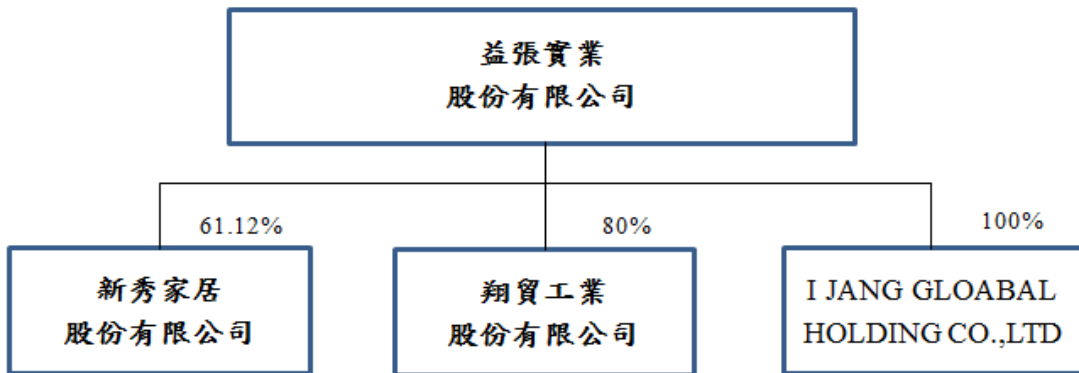 益張實業
股份有限公司
61.12%
80%
100%
新秀家居
股份有限公司
翔貿工業
股份有限公司
I JANG GLOABAL
HOLDING CO.,LTD